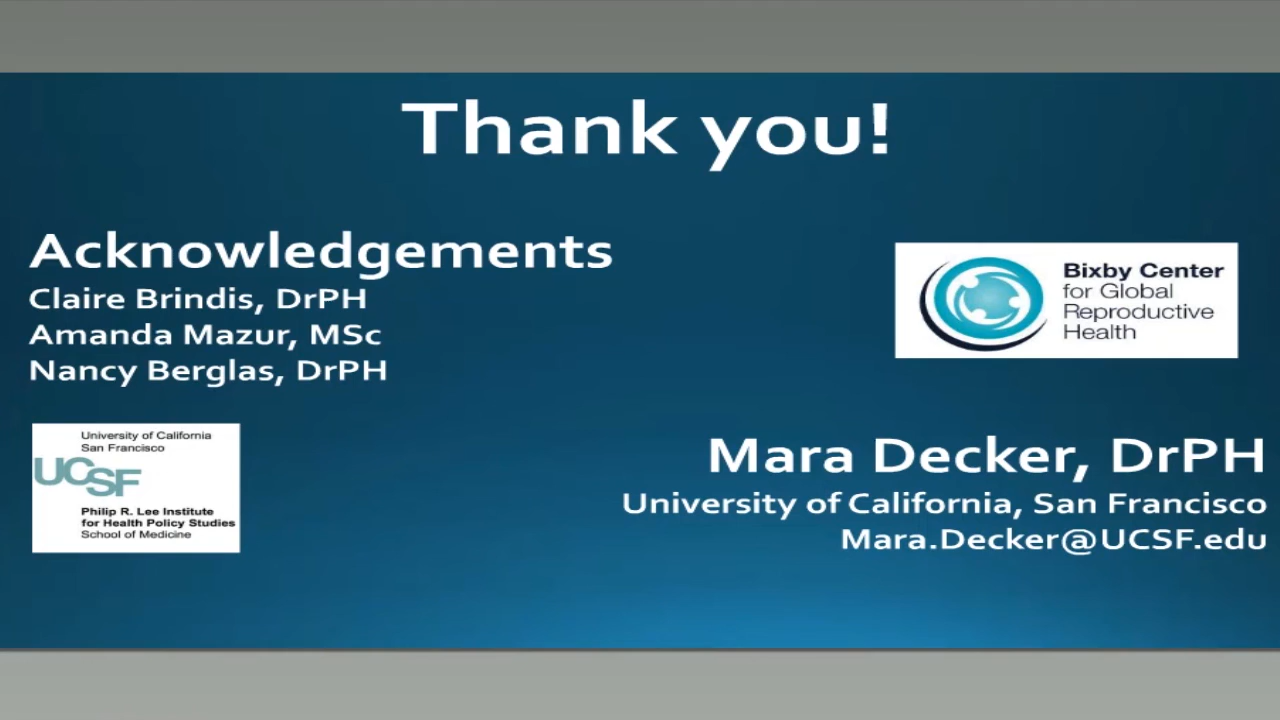 Thank you!
Acknowledgements
Claire Brindis, DrPH
Amanda Mazur, MSc
Nancy Berglas, DrPH
Bixby Center
for Global
Reproductive
Health
University of California
San Francisco
UCSF
Philip R. Lee Institute
for Health Policy Studies
School of Medicine
Mara Decker, DrPH
University of California, San Francisco
Mara.Decker@UCSF.edu